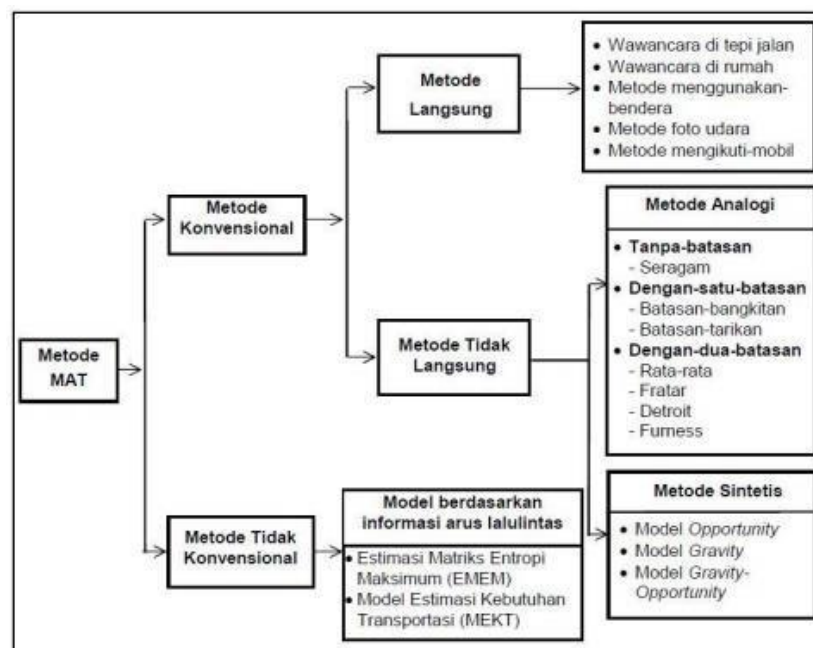 Metode
MAT
Metode
Konvensional
Metode Tidak
Konvensional
Metode
Langsung
Metode Tidak
Langsung
Model berdasarkan
informasi arus lalulintas
• Estimasi Matriks Entropi
Maksimum (EMEM)
• Model Estimasi Kebutuhan
Transportasi (MEKT)
• Wawancara di tepi jalan
• Wawancara di rumah
• Metode menggunakan-
bendera
• Metode foto udara
• Metode mengikuti-mobil
Metode Analogi
• Tanpa-batasan
- Seragam
• Dengan-satu-batasan
- Batasan-bangkitan
- Batasan-tarikan
• Dengan-dua-batasan
- Rata-rata
- Fratar
- Detroit
- Furness
Metode Sintetis
• Model Opportunity
• Model Gravity
• Model Gravity-
Opportunity